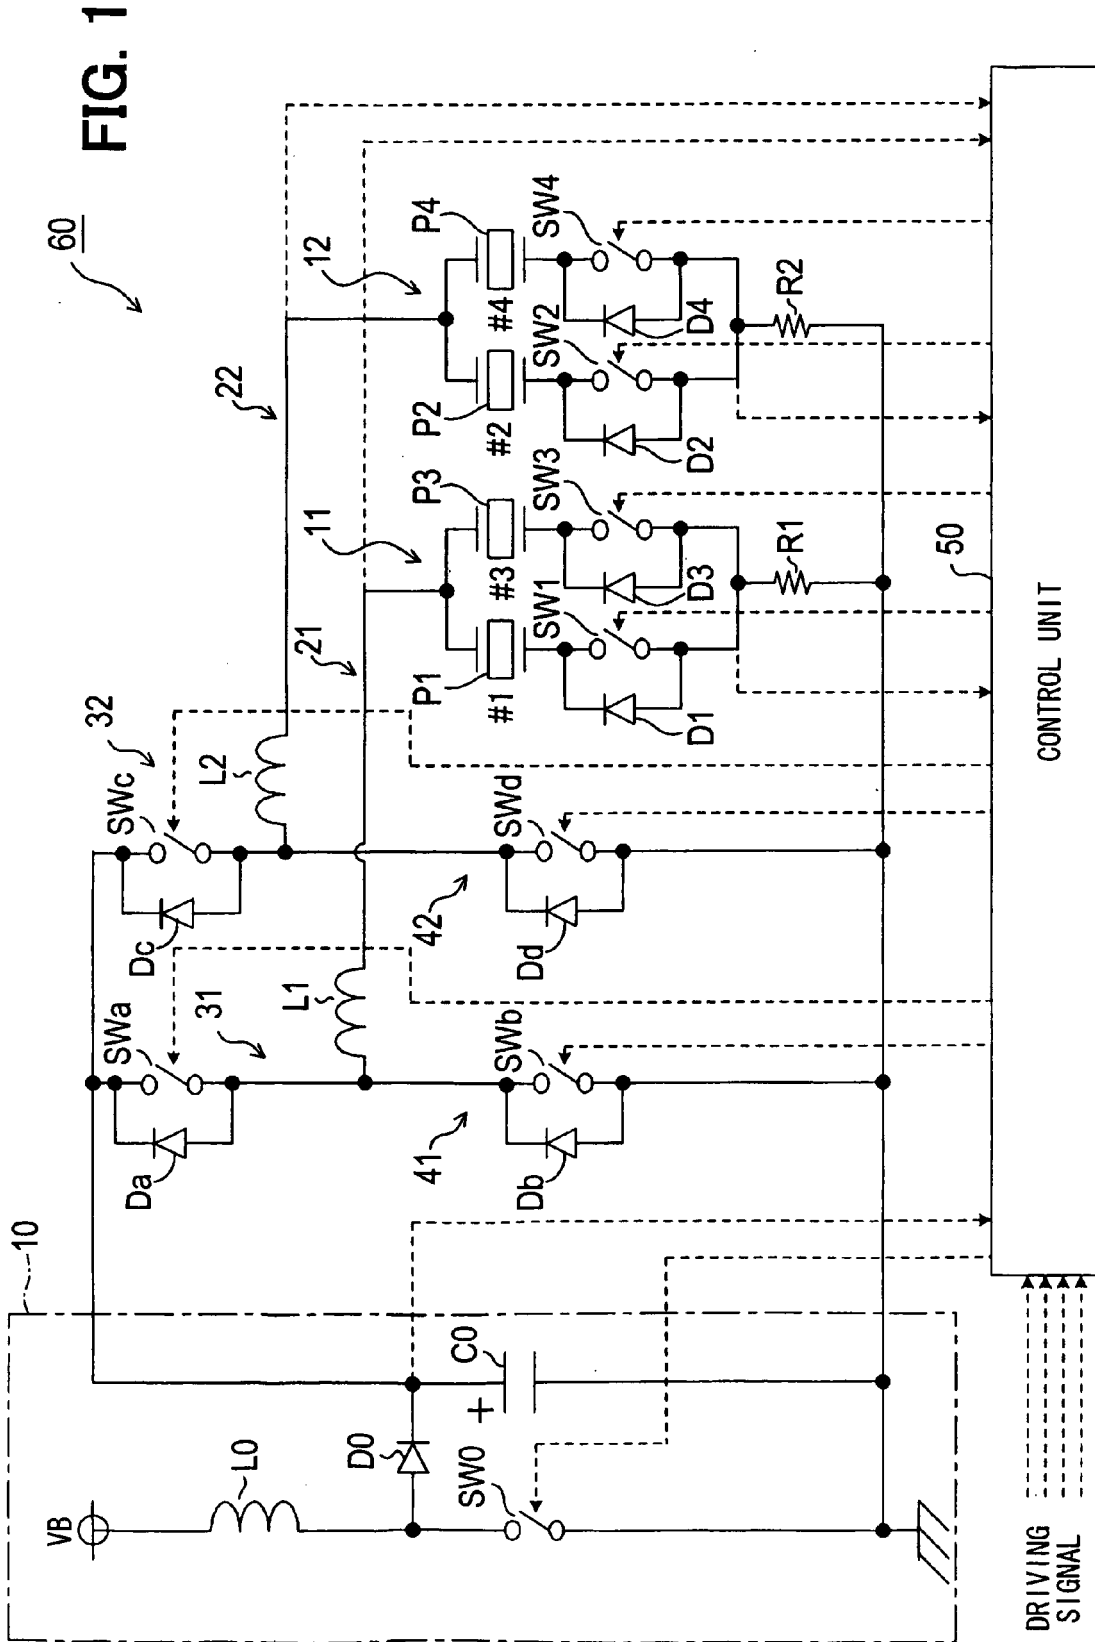 FIG. 1
60
10
VB
L0
D0
SW0
C0
+
Da
SWa
31
Dc
SWc
32
L1
L2
21
22
41
Db
SWb
42
Dd
SWd
11
12
P1
#1
P3
#3
P2
#2
P4
#4
SW1
D1
SW3
D3
SW2
D2
SW4
D4
R1
R2
50
CONTROL UNIT
DRIVING
SIGNAL